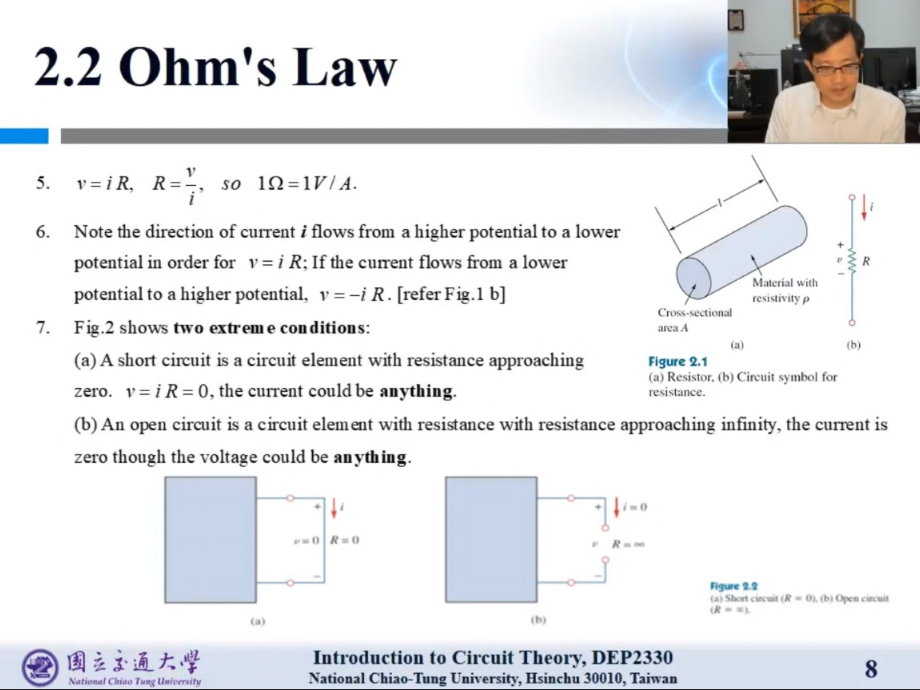 2.2 Ohm's Law
5. v = i R, R = v/i, so 1Ω = 1V / A.
6. Note the direction of current i flows from a higher potential to a lower
potential in order for v = i R; If the current flows from a lower
potential to a higher potential, v = −i R. [refer Fig.1 b]
7. Fig.2 shows two extreme conditions:
(a) A short circuit is a circuit element with resistance approaching
zero. v = i R = 0, the current could be anything.
(b) An open circuit is a circuit element with resistance with resistance approaching infinity, the current is
zero though the voltage could be anything.
l
Material with
resistivity ρ
Cross-sectional
area A
(a)
i
+
v
R
−
(b)
Figure 2.1
(a) Resistor, (b) Circuit symbol for
resistance.
+
i
v = 0
R = 0
−
(a)
+
i = 0
v
R = ∞
−
(b)
Figure 2.2
(a) Short circuit (R = 0), (b) Open circuit
(R = ∞).
國立交通大學
National Chiao Tung University
Introduction to Circuit Theory, DEP2330
National Chiao-Tung University, Hsinchu 30010, Taiwan
8